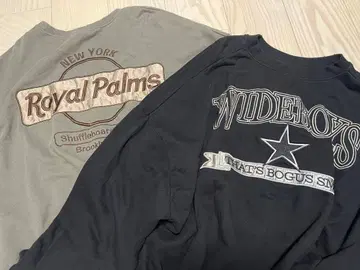 NEW YORK
Royal Palms
Shuffleboard
Brooklyn
WIDEBOYS
THAT'S BOGUS